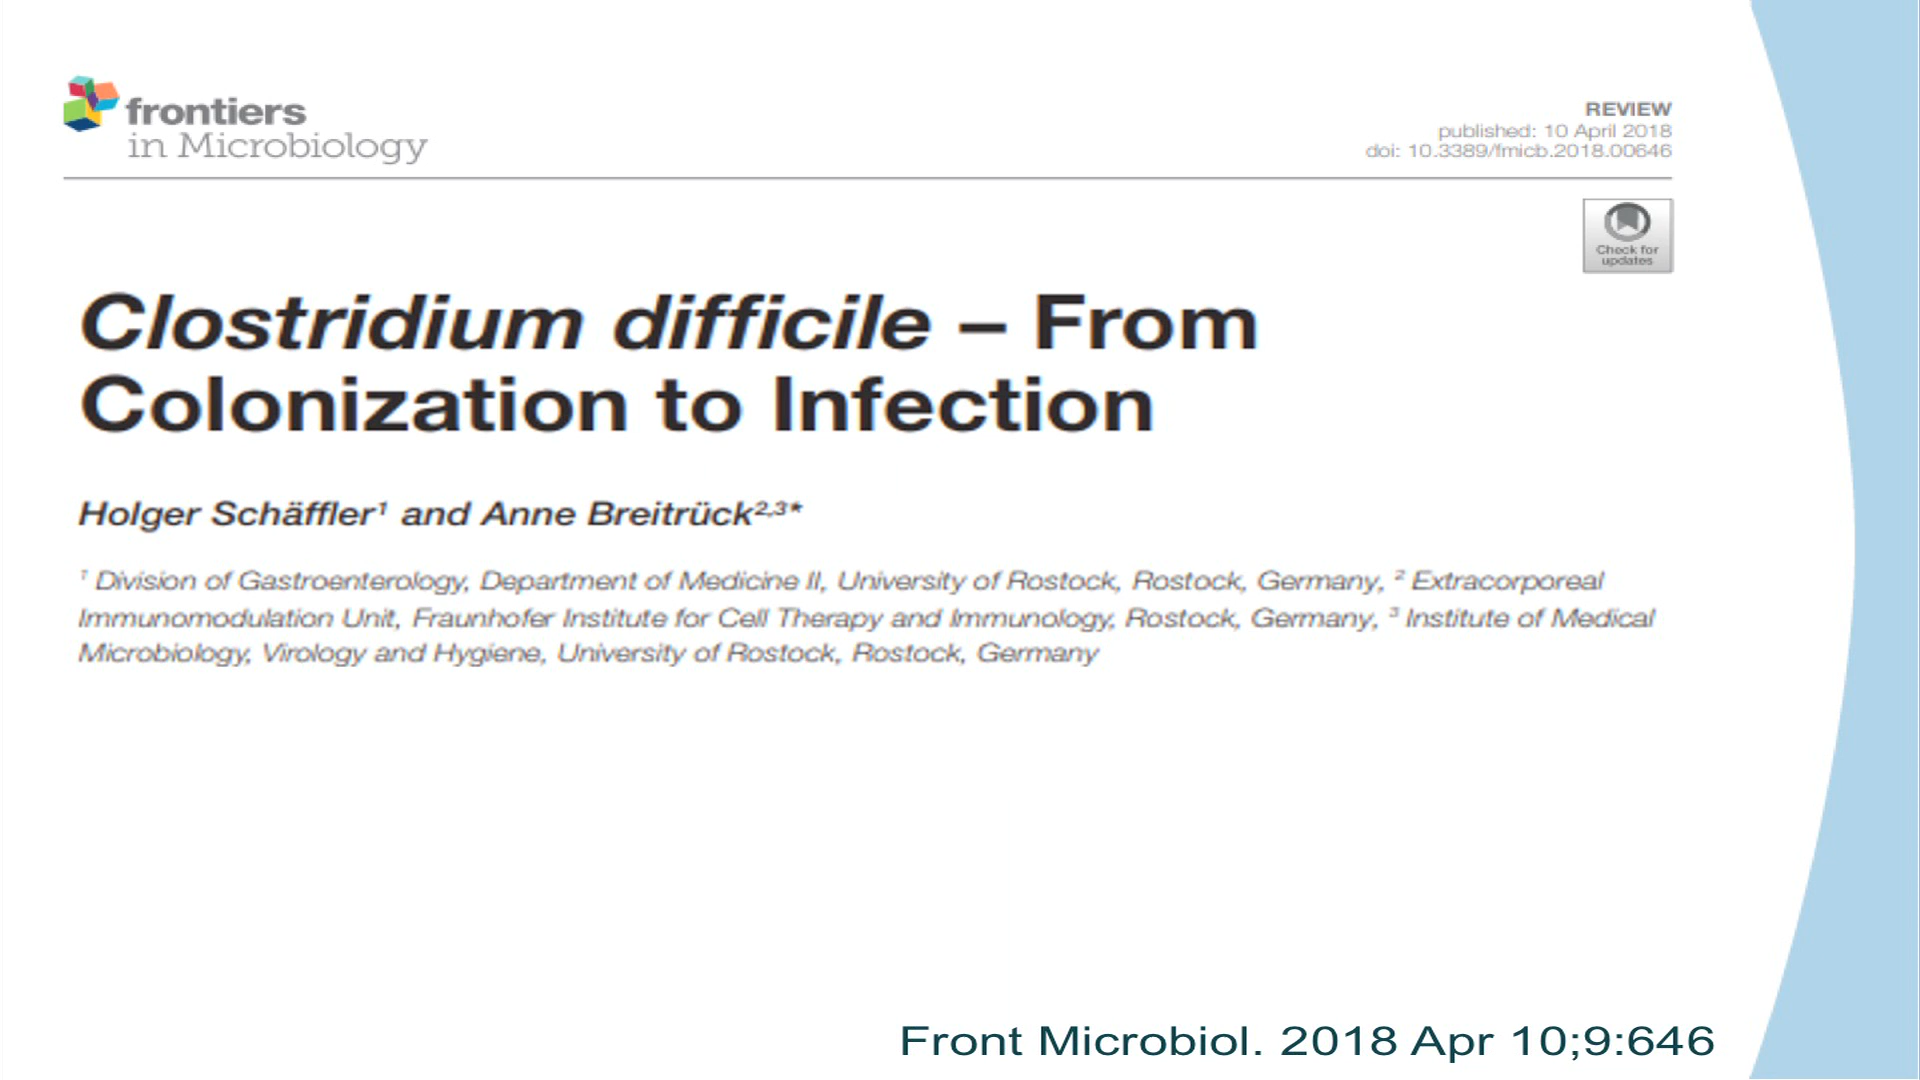 frontiers
in Microbiology
REVIEW
published: 10 April 2018
doi: 10.3389/fmicb.2018.00646
Check for
updates
Clostridium difficile – From
Colonization to Infection
Holger Schäffler¹ and Anne Breitrück²,³*
¹ Division of Gastroenterology, Department of Medicine II, University of Rostock, Rostock, Germany, ² Extracorporeal
Immunomodulation Unit, Fraunhofer Institute for Cell Therapy and Immunology, Rostock, Germany, ³ Institute of Medical
Microbiology, Virology and Hygiene, University of Rostock, Rostock, Germany
Front Microbiol. 2018 Apr 10;9:646